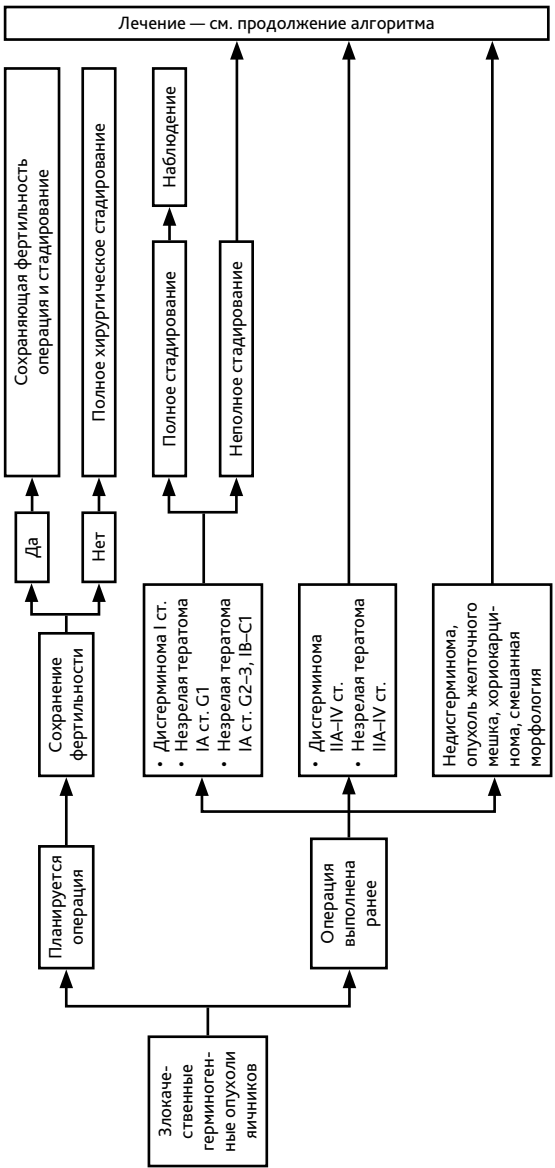 Злокаче-
ственные
герминоген-
ные опухоли
яичников
Планируется
операция
Сохранение
фертильности
Да
Сохраняющая фертильность
операция и стадирование
Нет
Полное хирургическое стадирование
Операция
выполнена
ранее
• Дисгерминома I ст.
• Незрелая тератома
IA ст. G1
• Незрелая тератома
IA ст. G2–3, IB–C1
Полное стадирование
Наблюдение
Неполное стадирование
• Дисгерминома
IIA–IV ст.
• Незрелая тератома
IIA–IV ст.
Недисгерминома,
опухоль желточного
мешка, хориокарци-
нома, смешанная
морфология
Лечение — см. продолжение алгоритма